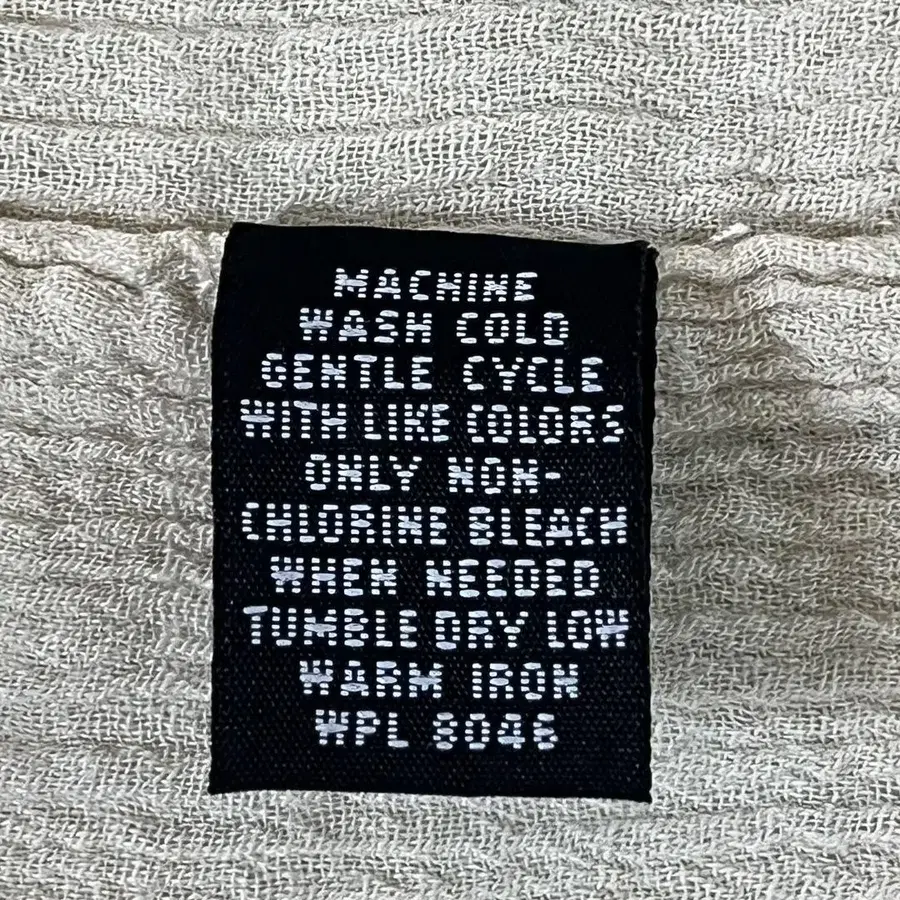 MACHINE
WASH COLD
GENTLE CYCLE
WITH LIKE COLORS
ONLY NON-
CHLORINE BLEACH
WHEN NEEDED
TUMBLE DRY LOW
WARM IRON
WPL 8046